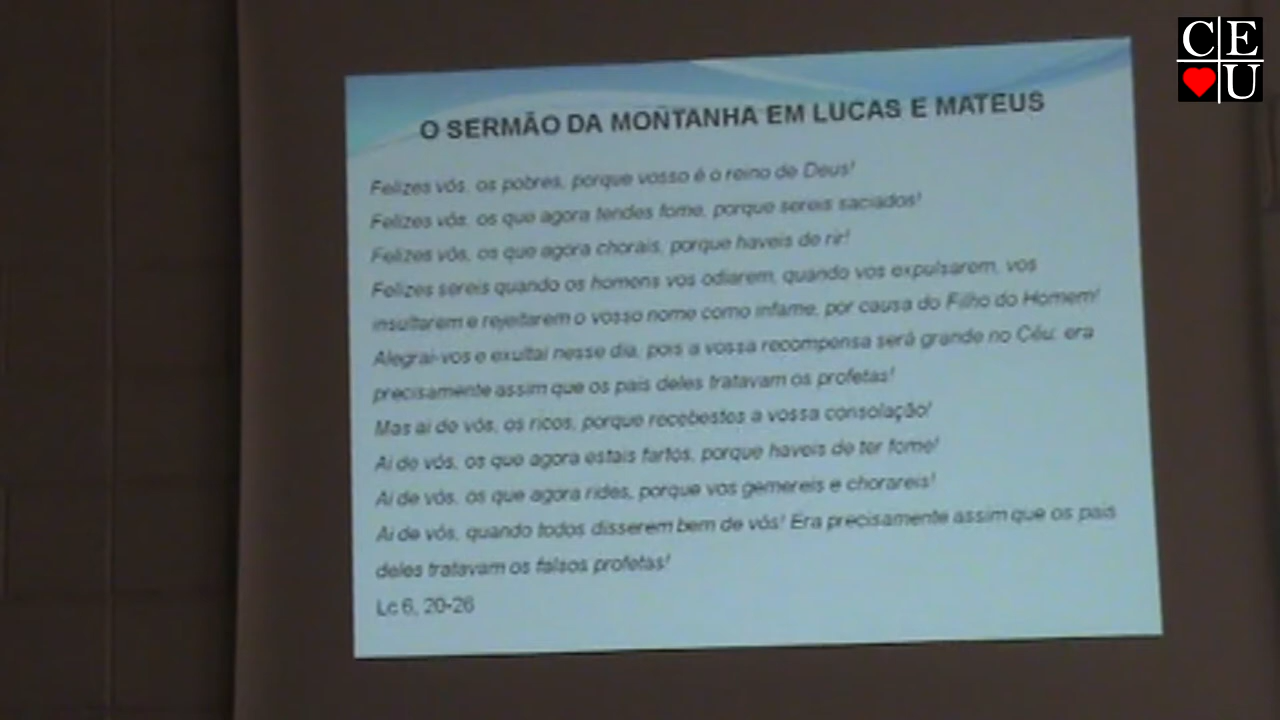 CE
U
O SERMÃO DA MONTANHA EM LUCAS E MATEUS
Felizes vós, os pobres, porque vosso é o reino de Deus!
Felizes vós, os que agora tendes fome, porque sereis saciados!
Felizes vós, os que agora chorais, porque haveis de rir!
Felizes sereis quando os homens vos odiarem, quando vos expulsarem, vos
insultarem e rejeitarem o vosso nome como infame, por causa do Filho do Homem!
Alegrai-vos e exultai nesse dia, pois a vossa recompensa será grande no Céu: era
precisamente assim que os pais deles tratavam os profetas!
Mas ai de vós, os ricos, porque recebestes a vossa consolação!
Ai de vós, os que agora estais fartos, porque haveis de ter fome!
Ai de vós, os que agora rides, porque vos gemereis e chorareis!
Ai de vós, quando todos disserem bem de vós! Era precisamente assim que os pais
deles tratavam os falsos profetas!
Lc 6, 20-26